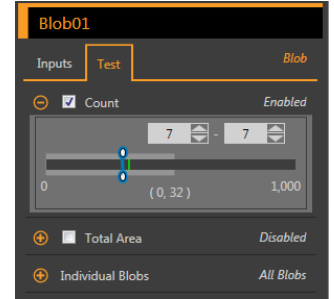 Blob01
Inputs Test Blob
Count Enabled
7 - 7
0 ( 0, 32 ) 1,000
Total Area Disabled
Individual Blobs All Blobs